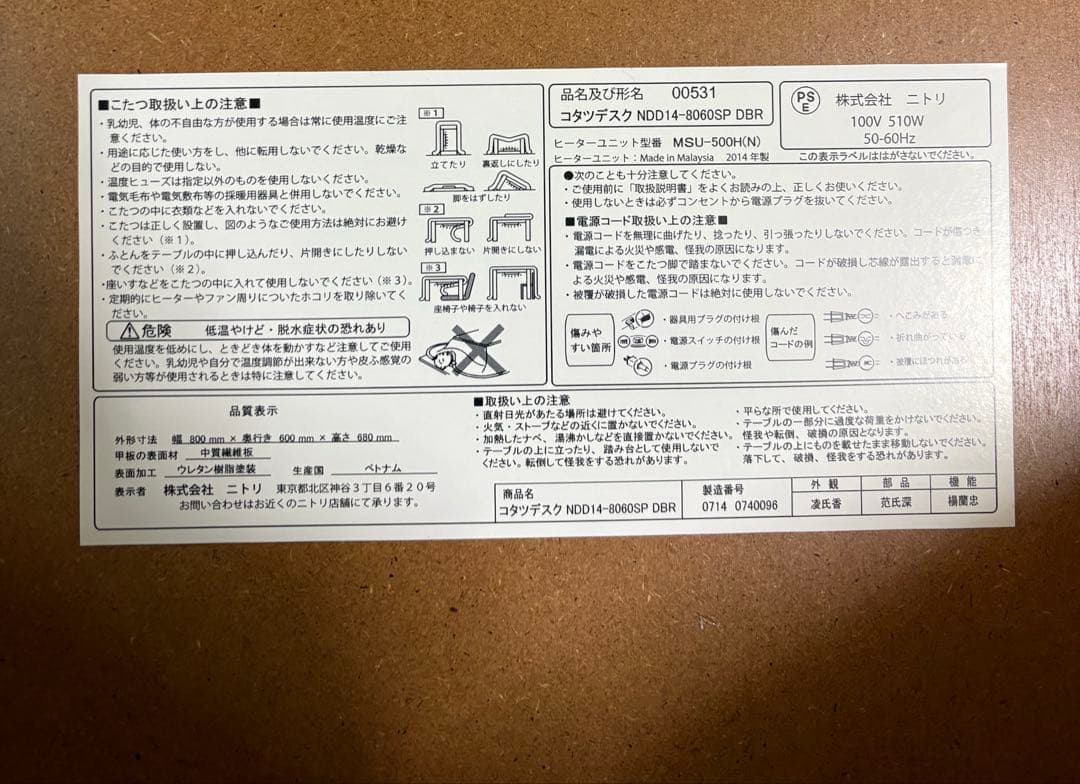 ■こたつ取扱い上の注意■
・乳幼児、体の不自由な方が使用する場合は常に使用温度にご注
意ください。
・用途に応じた使い方をし、他に転用しないでください。乾燥な
どの目的で使用しない。
・温度ヒューズは指定以外のものを使用しないください。
・電気毛布や電気敷布等の採暖用器具と併用しないでください。
・こたつの中に衣類などを入れないでください。
・こたつは正しく設置し、図のようなご使用方法は絶対にお避け
ください（※1）。
・ふとんをテーブルの中に押し込んだり、片開きにしたりしない
でください（※2）。
・座いすなどをこたつの中に入れて使用しないでください（※3）。
・定期的にヒーターやファン周りについたホコリを取り除いてく
ださい。
※1
立てたり
裏返しにしたり
脚をはずしたり
※2
押し込まない
片開きにしない
※3
座椅子や椅子を入れない
危険 低温やけど・脱水症状の恐れあり
使用温度を低めにし、ときどき体を動かすなど注意してご使用
ください。乳幼児や自分で温度調節が出来ない方や皮ふ感覚の
弱い方等が使用されるときは特に注意してください。
品名及び形名 00531
コタツデスク NDD14-8060SP DBR
ヒーターユニット型番 MSU-500H(N)
ヒーターユニット：Made in Malaysia 2014年製
PS
E
株式会社 ニトリ
100V 510W
50-60Hz
この表示ラベルははがさないでください。
●次のことも十分注意してください。
・ご使用前に「取扱説明書」をよくお読みの上、正しくお使いください。
・使用しないときは必ずコンセントから電源プラグを抜いてください。
■電源コード取扱い上の注意■
・電源コードを無理に曲げたり、捻ったり、引っ張ったりしないでください。コードが傷つき
漏電による火災や感電、怪我の原因になります。
・電源コードをこたつ脚で踏まないでください。コードが破損し芯線が露出すると漏電に
よる火災や感電、怪我の原因になります。
・被覆が破損した電源コードは絶対に使用しないでください。
傷みや
すい箇所
・器具用プラグの付け根
・電源スイッチの付け根
・電源プラグの付け根
傷んだ
コードの例
・へこみがある
・折れ曲がっている
・被覆にほつれがある
品質表示
外形寸法 幅 800 mm × 奥行き 600 mm × 高さ 680 mm
甲板の表面材 中質繊維板
表面加工 ウレタン樹脂塗装 生産国 ベトナム
表示者 株式会社 ニトリ 東京都北区神谷3丁目6番20号
お問い合わせはお近くのニトリ店舗にて承ります。
■取扱い上の注意
・直射日光があたる場所は避けてください。
・火気・ストーブなどの近くに置かないでください。
・加熱したナベ、湯沸かしなどを直接置かないでください。
・テーブルの上に立ったり、踏み台として使用しないで
ください。転倒して怪我をする恐れがあります。
・平らな所で使用してください。
・テーブルの一部分に過度な荷重をかけないでください。
怪我や転倒、破損の原因となります。
・テーブルの上にものを載せたまま移動しないでください。
落下して、破損、怪我をする恐れがあります。
商品名
コタツデスク NDD14-8060SP DBR
製造番号
0714 0740096
外観 部品 機能
凌氏香 范氏深 楊蘭忠